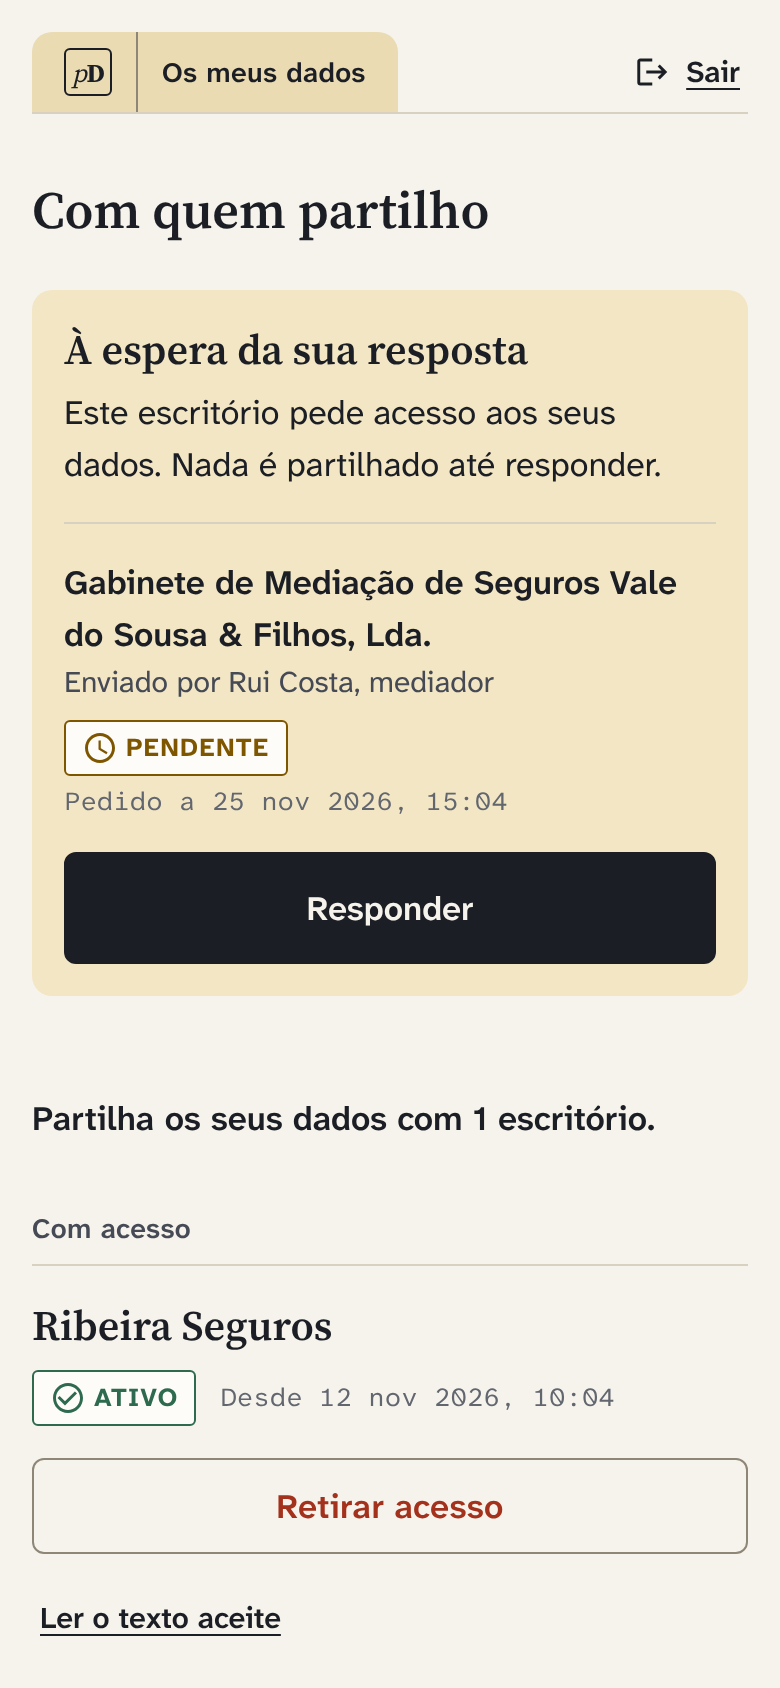 pD
Os meus dados
Sair
Com quem partilho
À espera da sua resposta
Este escritório pede acesso aos seus
dados. Nada é partilhado até responder.
Gabinete de Mediação de Seguros Vale
do Sousa & Filhos, Lda.
Enviado por Rui Costa, mediador
PENDENTE
Pedido a 25 nov 2026, 15:04
Responder
Partilha os seus dados com 1 escritório.
Com acesso
Ribeira Seguros
ATIVO
Desde 12 nov 2026, 10:04
Retirar acesso
Ler o texto aceite